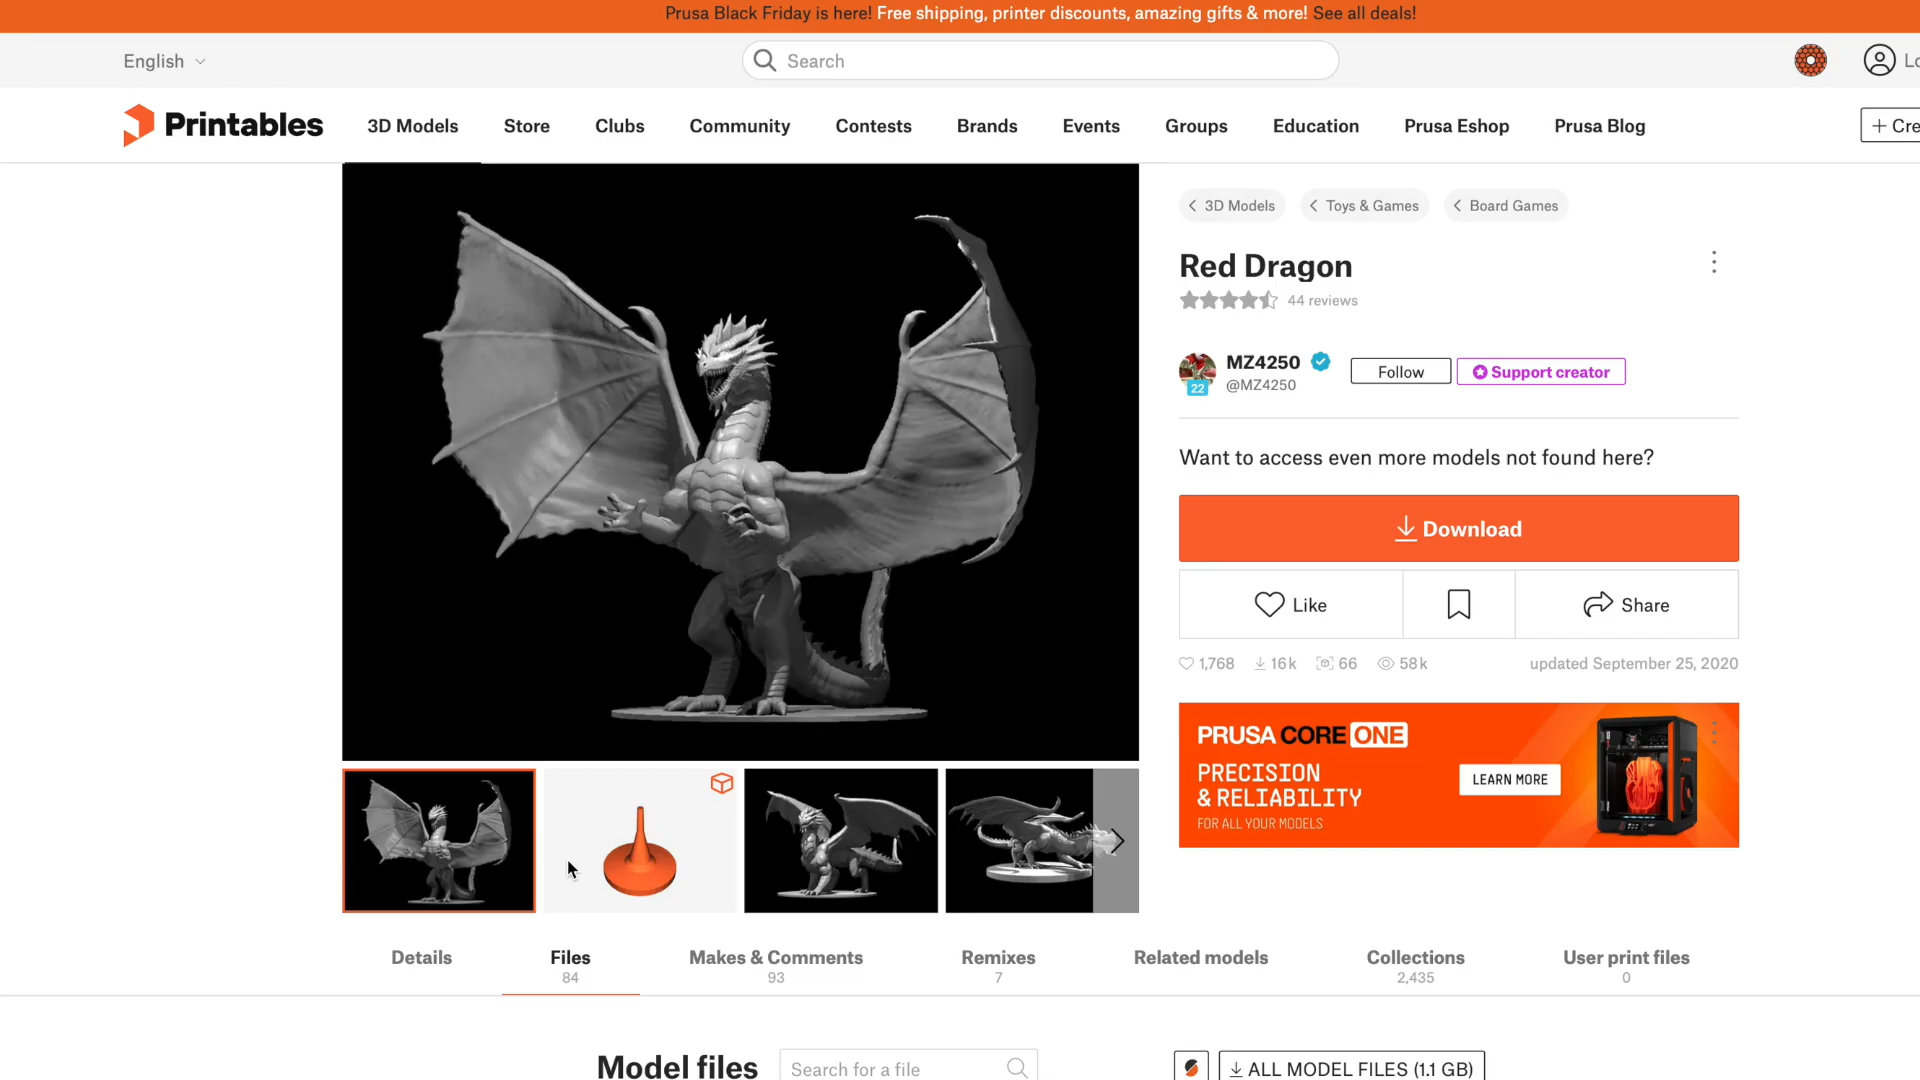 Prusa Black Friday is here! Free shipping, printer discounts, amazing gifts & more! See all deals!
English
Search
Lo
Printables
3D Models
Store
Clubs
Community
Contests
Brands
Events
Groups
Education
Prusa Eshop
Prusa Blog
+ Cre
3D Models
Toys & Games
Board Games
Red Dragon
44 reviews
MZ4250
22
@MZ4250
Follow
Support creator
Want to access even more models not found here?
Download
Like
Share
1,768
16k
66
58k
updated September 25, 2020
PRUSA CORE ONE
PRECISION
& RELIABILITY
FOR ALL YOUR MODELS
LEARN MORE
Details
Files
84
Makes & Comments
93
Remixes
7
Related models
Collections
2,435
User print files
0
Model files
Search for a file
ALL MODEL FILES (1.1 GB)